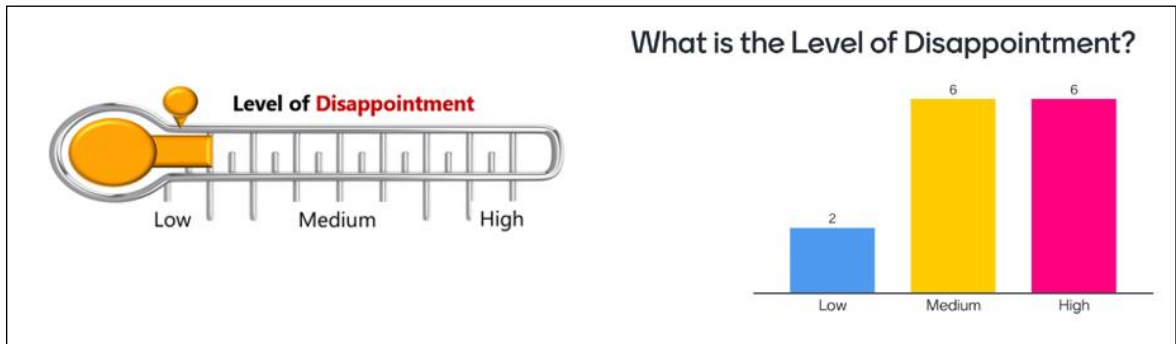 What is the Level of Disappointment?
Level of Disappointment
Low Medium High
6 6
2
Low Medium High